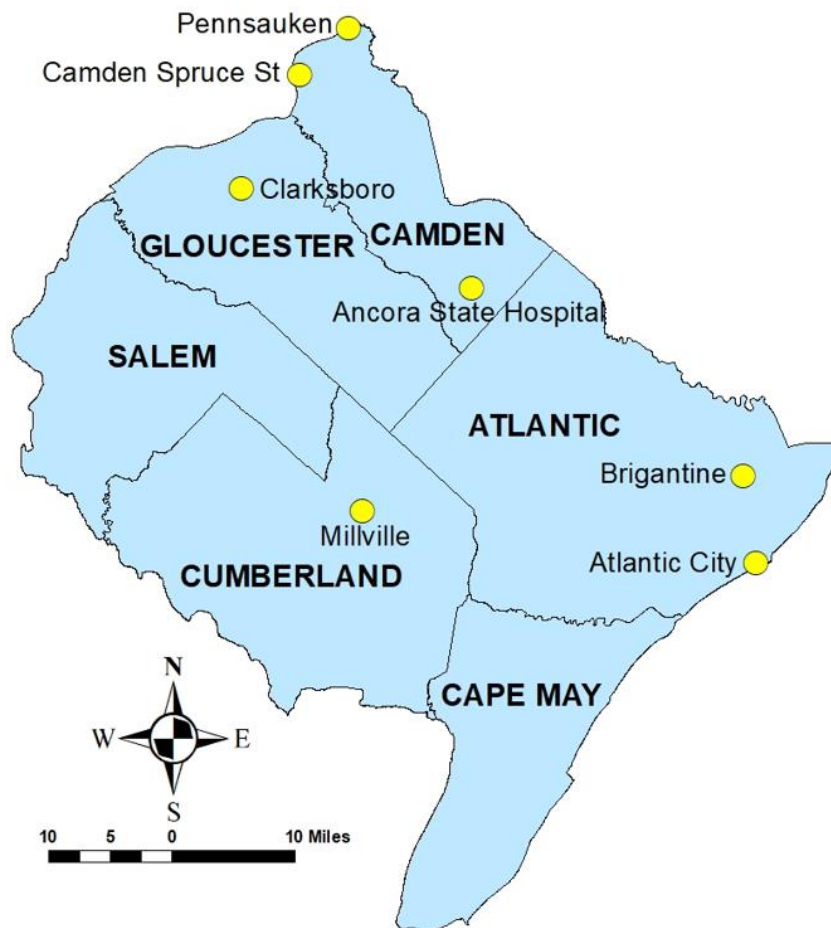 Pennsauken
Camden Spruce St
Clarksboro
CAMDEN
GLOUCESTER
Ancora State Hospital
SALEM
ATLANTIC
Brigantine
Millville
Atlantic City
CUMBERLAND
CAPE MAY
N
W E
S
10 5 0 10 Miles